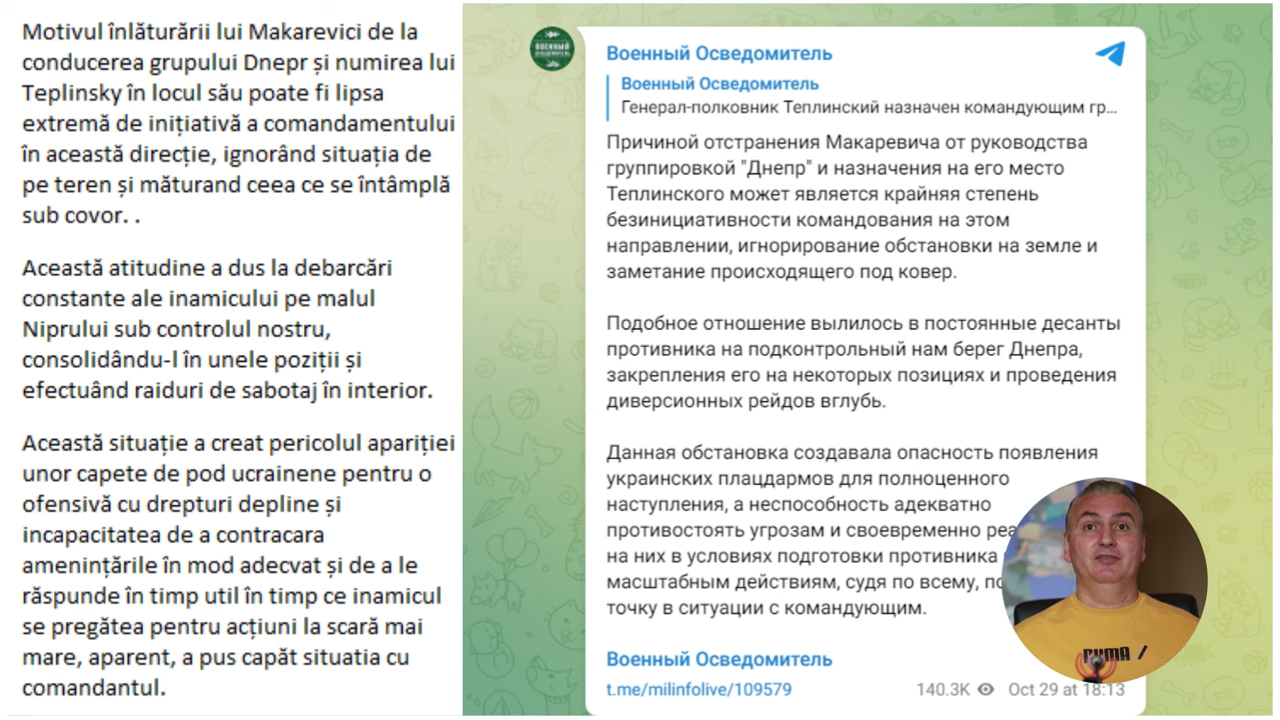 Motivul înlăturării lui Makarevici de la
conducerea grupului Dnepr și numirea lui
Teplinsky în locul său poate fi lipsa
extremă de inițiativă a comandamentului
în această direcție, ignorând situația de
pe teren și măturand ceea ce se întâmplă
sub covor. .
Această atitudine a dus la debarcări
constante ale inamicului pe malul
Niprului sub controlul nostru,
consolidându-l în unele poziții și
efectuând raiduri de sabotaj în interior.
Această situație a creat pericolul apariției
unor capete de pod ucrainene pentru o
ofensivă cu drepturi depline și
incapacitatea de a contracara
amenințările în mod adecvat și de a le
răspunde în timp util în timp ce inamicul
se pregătea pentru acțiuni la scară mai
mare, aparent, a pus capăt situatia cu
comandantul.
ВОЕННЫЙ
ОСВЕДОМИТЕЛЬ
Военный Осведомитель
Военный Осведомитель
Генерал-полковник Теплинский назначен командующим гр...
Причиной отстранения Макаревича от руководства
группировкой "Днепр" и назначения на его место
Теплинского может является крайняя степень
безинициативности командования на этом
направлении, игнорирование обстановки на земле и
заметание происходящего под ковер.
Подобное отношение вылилось в постоянные десанты
противника на подконтрольный нам берег Днепра,
закрепления его на некоторых позициях и проведения
диверсионных рейдов вглубь.
Данная обстановка создавала опасность появления
украинских плацдармов для полноценного
наступления, а неспособность адекватно
противостоять угрозам и своевременно реа
на них в условиях подготовки противника
масштабным действиям, судя по всему, по
точку в ситуации с командующим.
Военный Осведомитель
t.me/milinfolive/109579
140.3K Oct 29 at 18:13
PUMA /